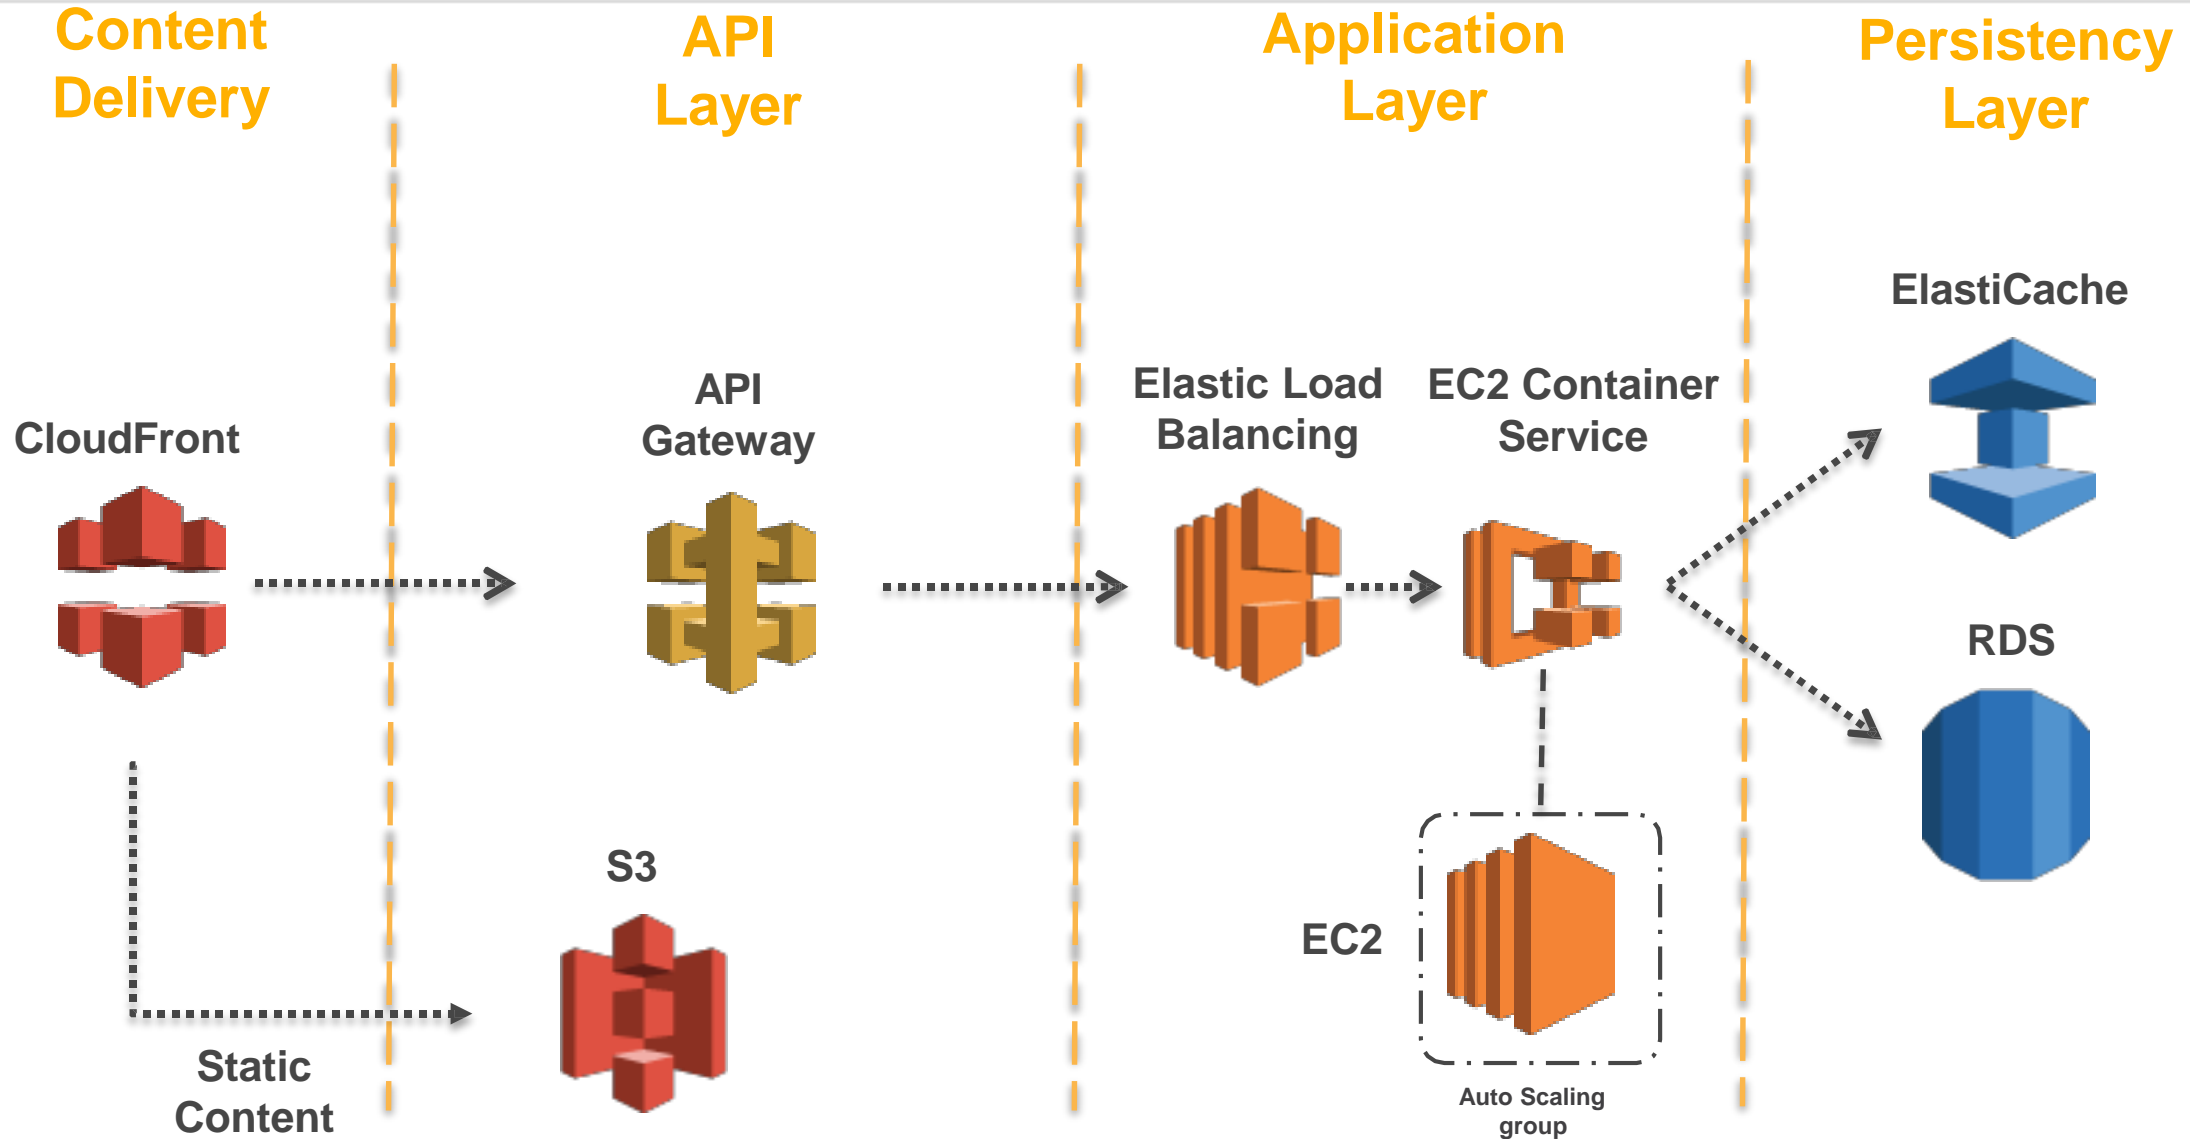 Content
Delivery
API
Layer
Application
Layer
Persistency
Layer
CloudFront
API
Gateway
Elastic Load
Balancing
EC2 Container
Service
ElastiCache
RDS
S3
EC2
Static
Content
Auto Scaling
group